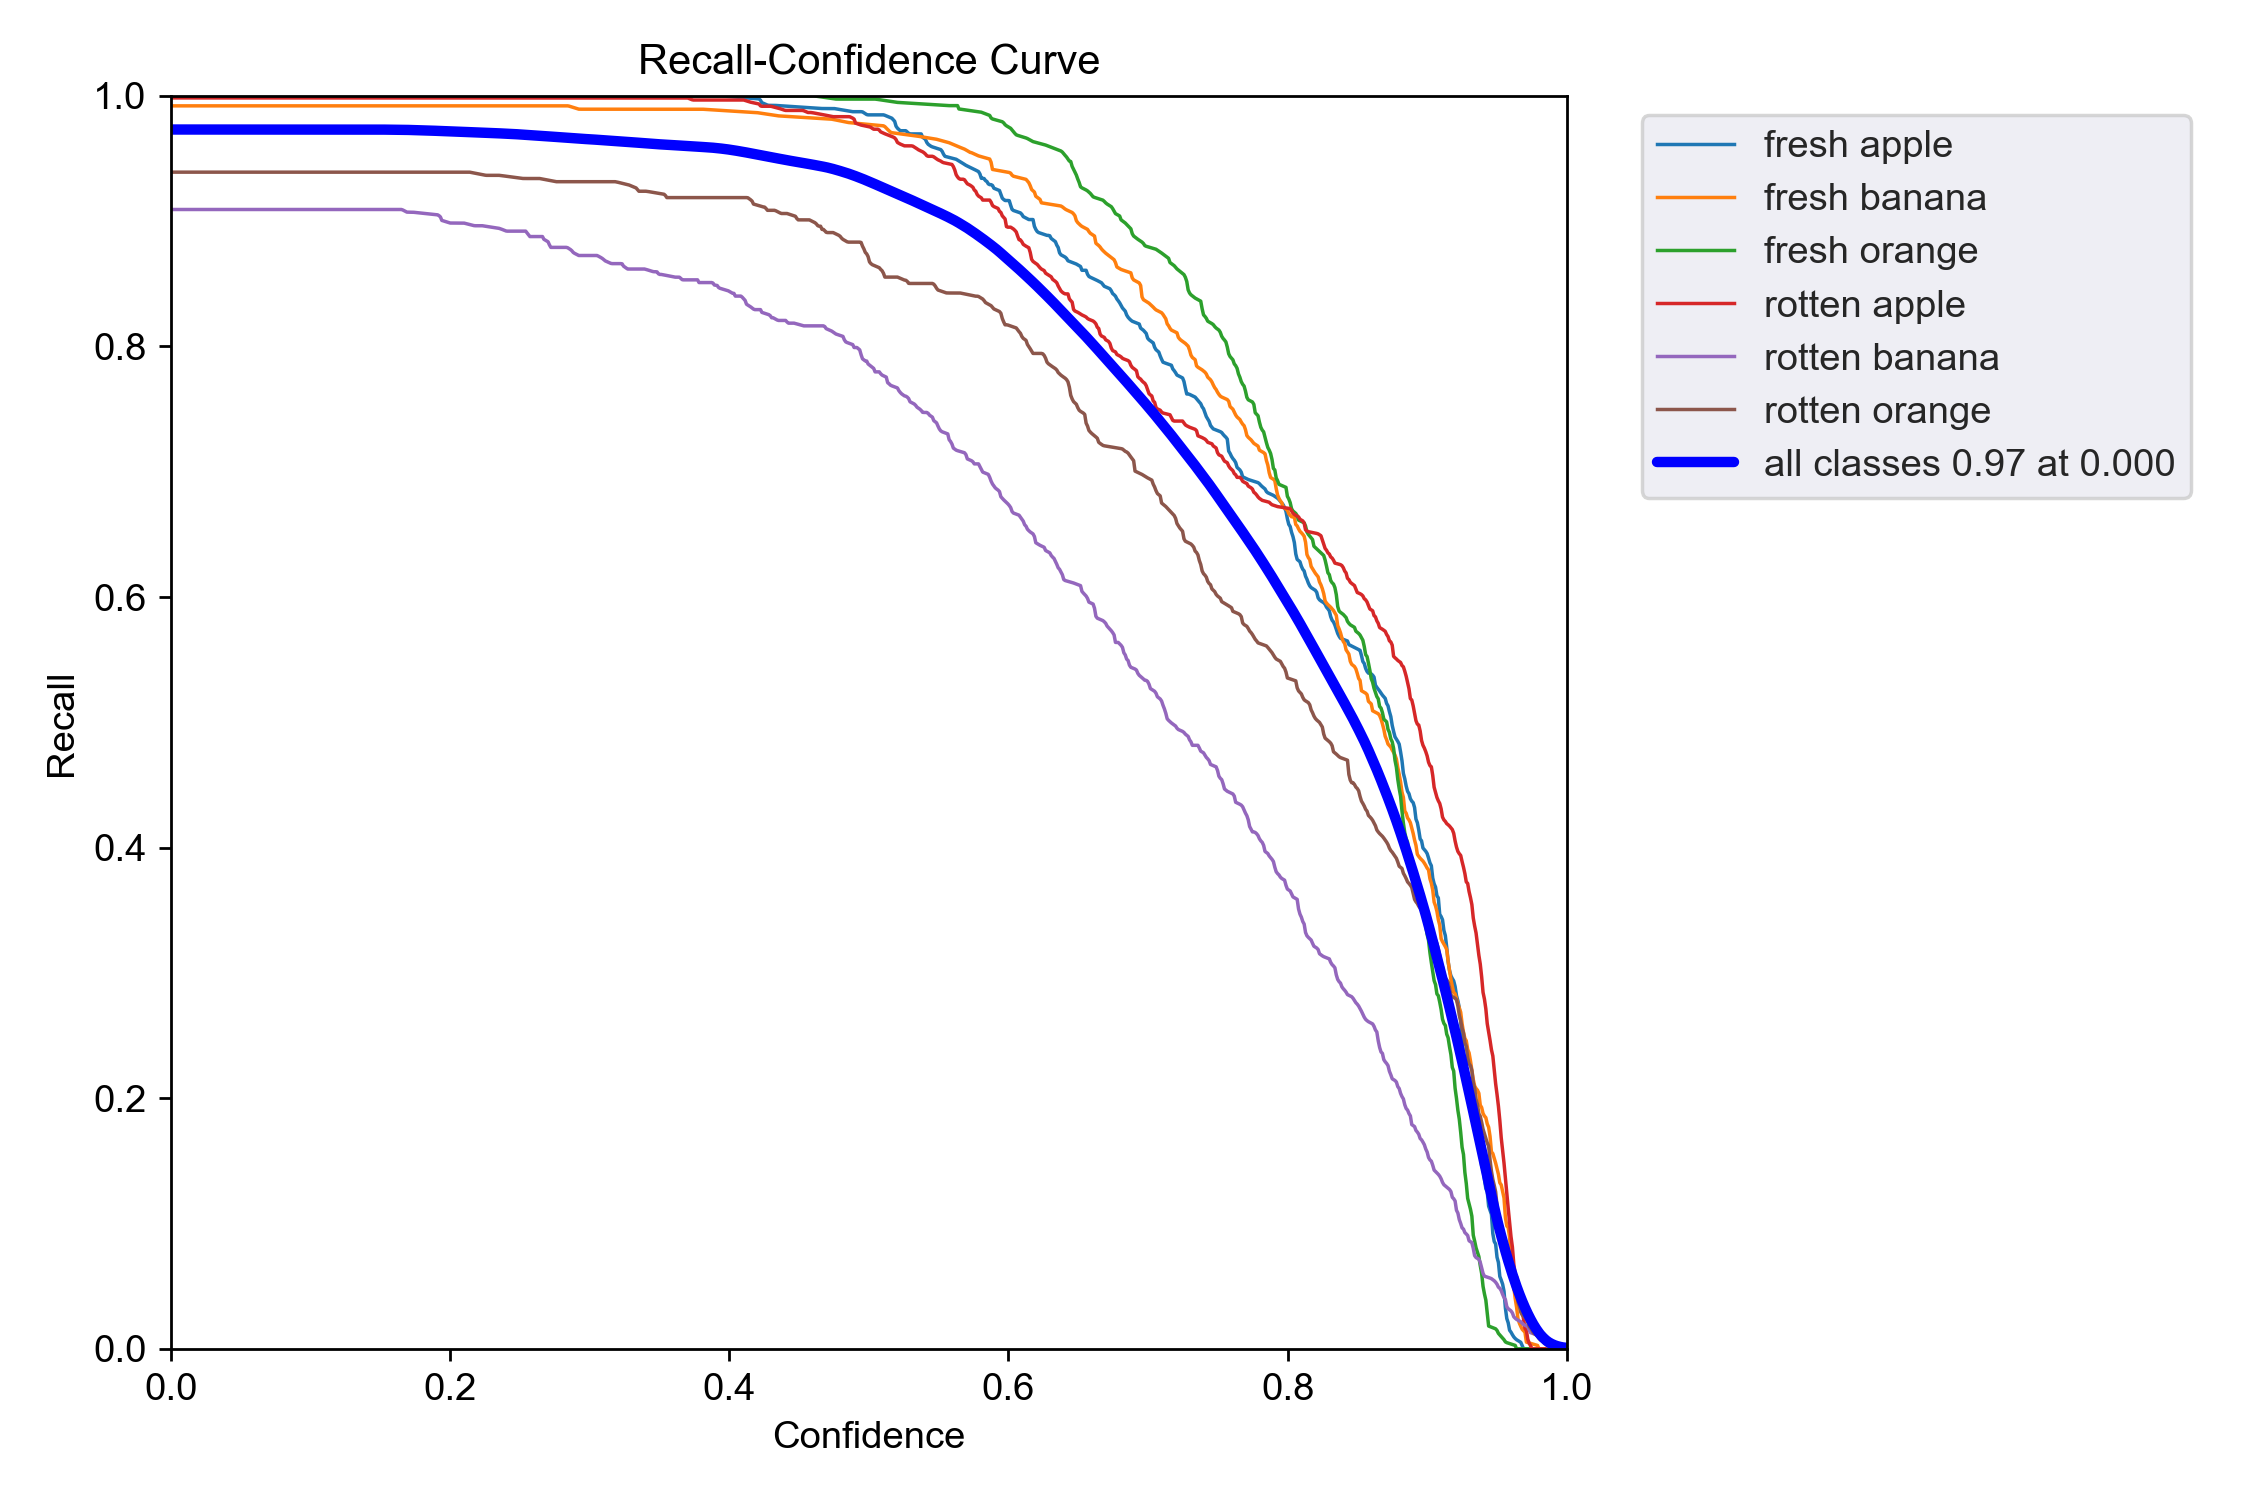 Recall-Confidence Curve
1.0
0.8
0.6
0.4
0.2
0.0
Recall
0.0 0.2 0.4 0.6 0.8 1.0
Confidence
fresh apple
fresh banana
fresh orange
rotten apple
rotten banana
rotten orange
all classes 0.97 at 0.000